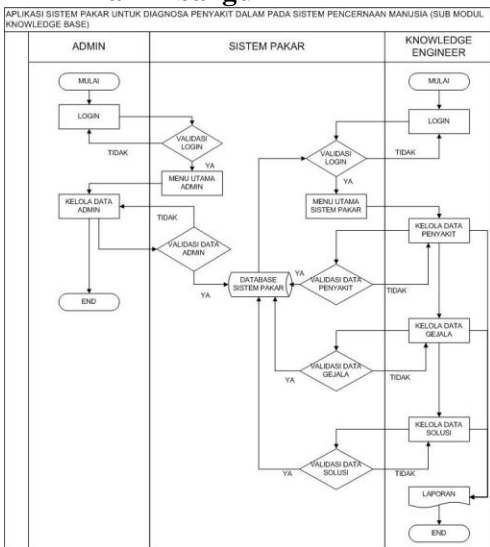 APLIKASI SISTEM PAKAR UNTUK DIAGNOSA PENYAKIT DALAM PADA SISTEM PENCERNAAN MANUSIA (SUB MODUL
KNOWLEDGE BASE)
ADMIN
SISTEM PAKAR
KNOWLEDGE
ENGINEER
MULAI
MULAI
LOGIN
LOGIN
VALIDASI
LOGIN
TIDAK
YA
VALIDASI
LOGIN
TIDAK
YA
MENU UTAMA
ADMIN
MENU UTAMA
SISTEM PAKAR
KELOLA DATA
ADMIN
TIDAK
KELOLA DATA
PENYAKIT
VALIDASI DATA
ADMIN
YA
DATABASE
SISTEM PAKAR
YA
VALIDASI DATA
PENYAKIT
TIDAK
END
KELOLA DATA
GEJALA
VALIDASI DATA
GEJALA
YA
TIDAK
KELOLA DATA
SOLUSI
VALIDASI DATA
SOLUSI
YA
TIDAK
LAPORAN
END